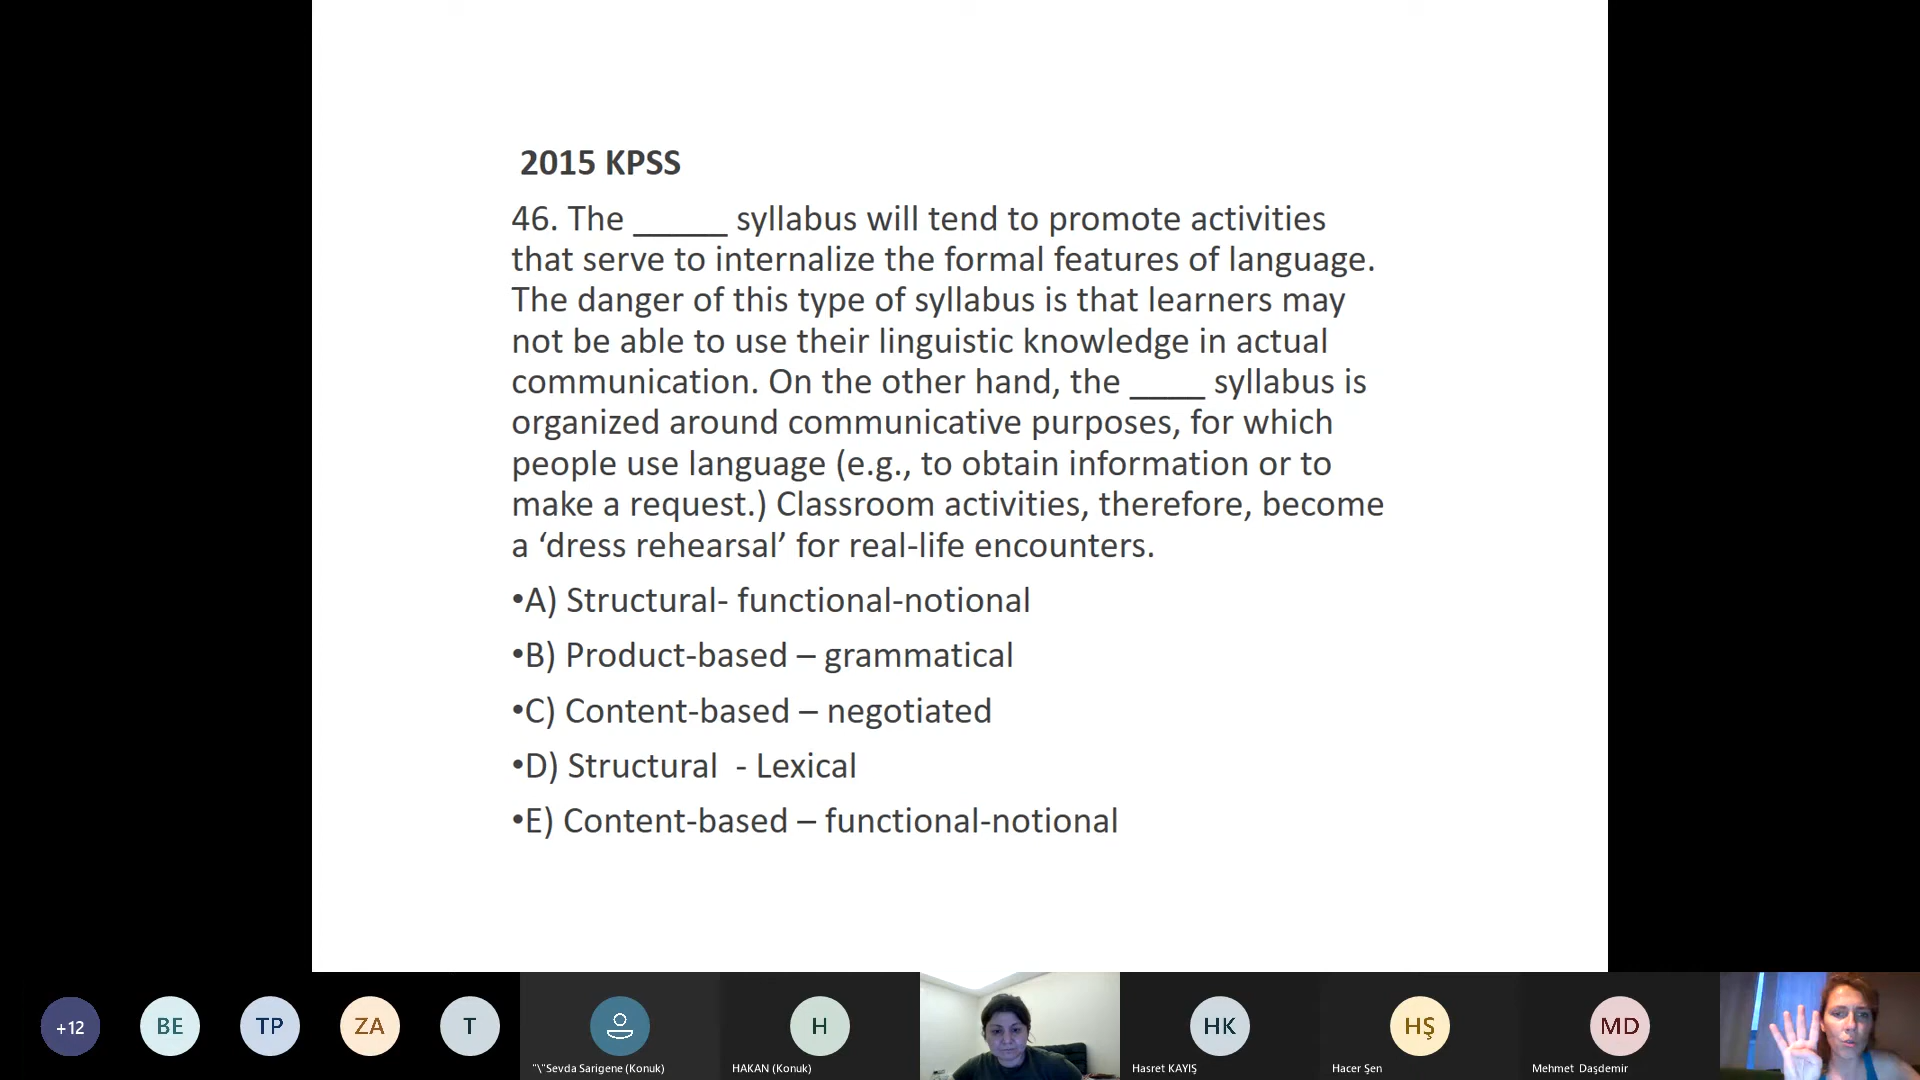 2015 KPSS
46. The _____ syllabus will tend to promote activities
that serve to internalize the formal features of language.
The danger of this type of syllabus is that learners may
not be able to use their linguistic knowledge in actual
communication. On the other hand, the ____ syllabus is
organized around communicative purposes, for which
people use language (e.g., to obtain information or to
make a request.) Classroom activities, therefore, become
a ‘dress rehearsal’ for real-life encounters.
•A) Structural- functional-notional
•B) Product-based – grammatical
•C) Content-based – negotiated
•D) Structural  - Lexical
•E) Content-based – functional-notional
+12 BE TP ZA T H HK HŞ MD
"\"Sevda Sarigene (Konuk) HAKAN (Konuk) Hasret KAYIŞ Hacer Şen Mehmet Daşdemir